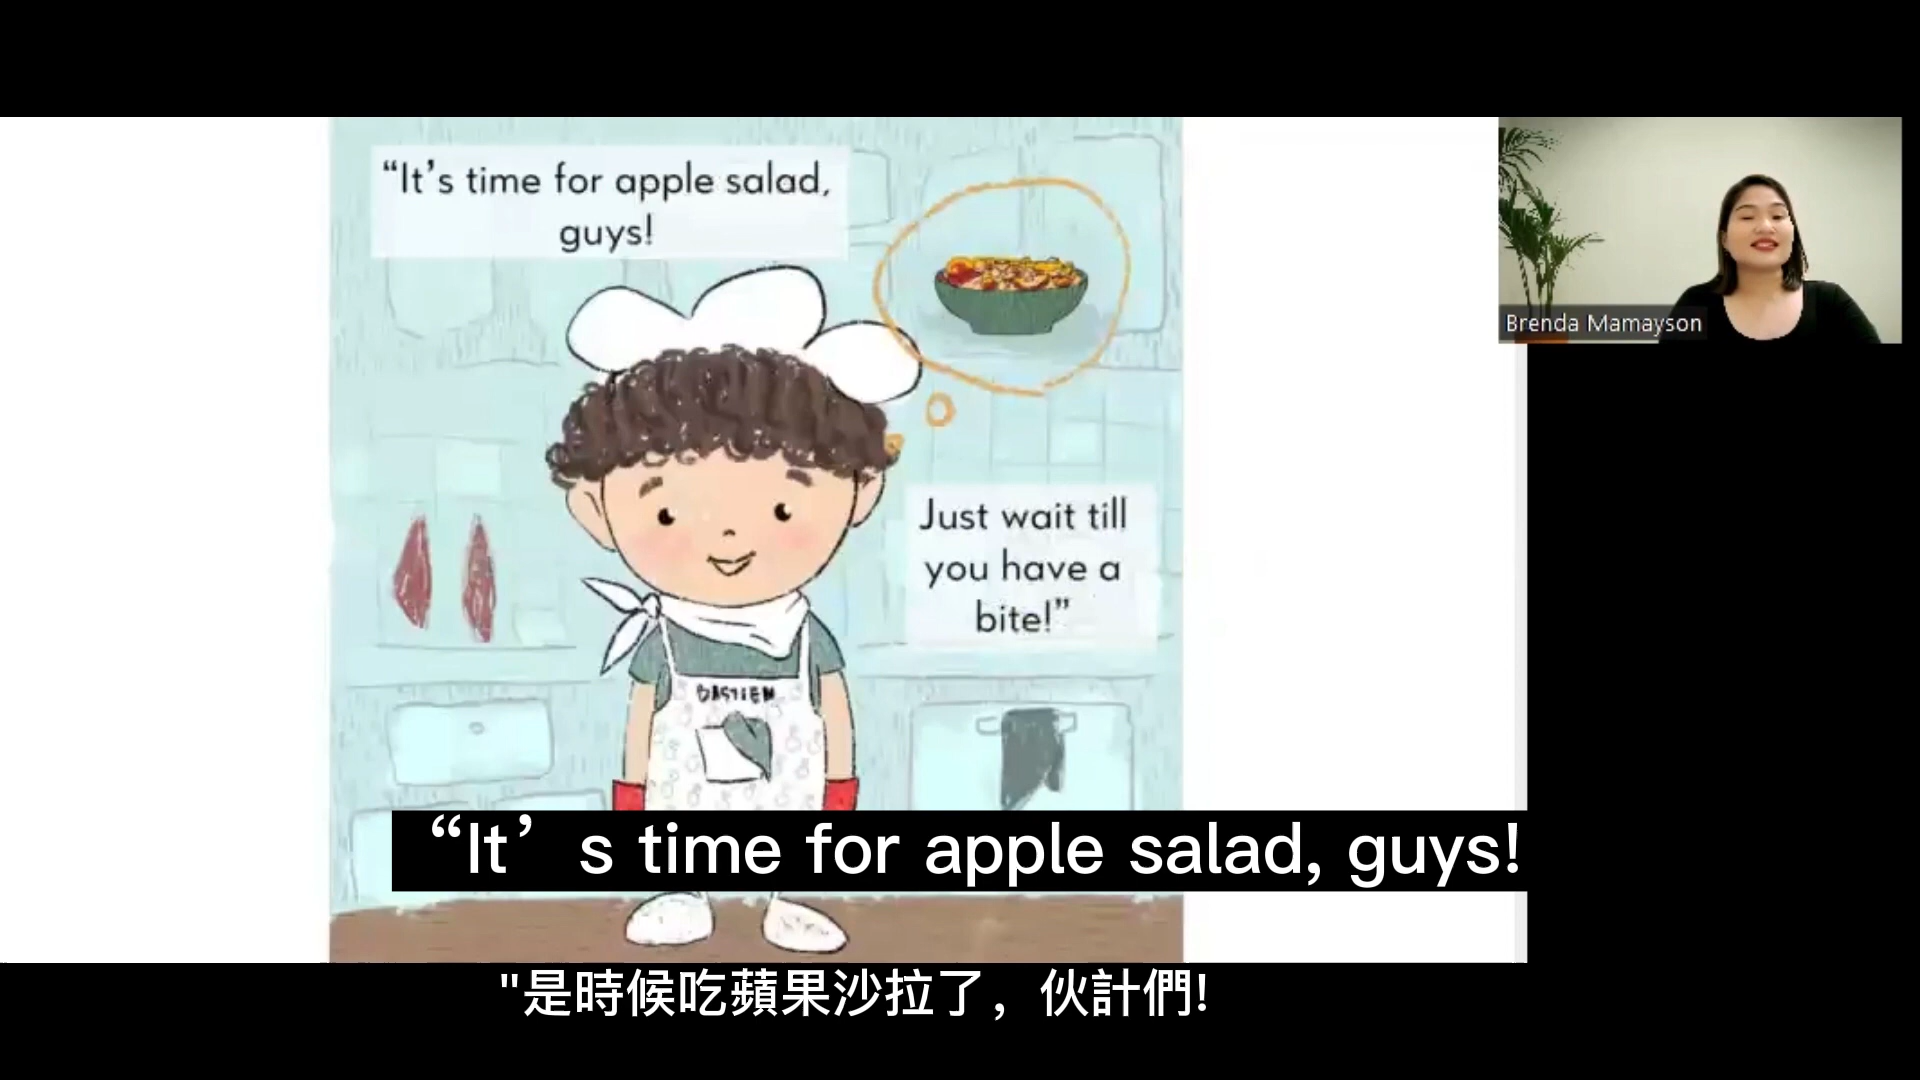 “It’s time for apple salad,
guys!
Just wait till
you have a
bite!”
BASTIEN
Brenda Mamayson
“It’s time for apple salad, guys!
"是時候吃蘋果沙拉了，伙計們!